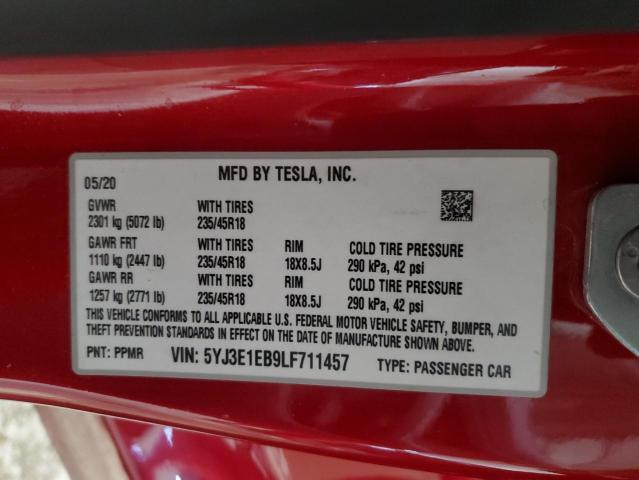 MFD BY TESLA, INC.
05/20
GVWR WITH TIRES
2301 kg (5072 lb) 235/45R18
GAWR FRT WITH TIRES RIM COLD TIRE PRESSURE
1110 kg (2447 lb) 235/45R18 18X8.5J 290 kPa, 42 psi
GAWR RR WITH TIRES RIM COLD TIRE PRESSURE
1257 kg (2771 lb) 235/45R18 18X8.5J 290 kPa, 42 psi
THIS VEHICLE CONFORMS TO ALL APPLICABLE U.S. FEDERAL MOTOR VEHICLE SAFETY, BUMPER, AND
THEFT PREVENTION STANDARDS IN EFFECT ON THE DATE OF MANUFACTURE SHOWN ABOVE.
PNT: PPMR VIN: 5YJ3E1EB9LF711457 TYPE: PASSENGER CAR